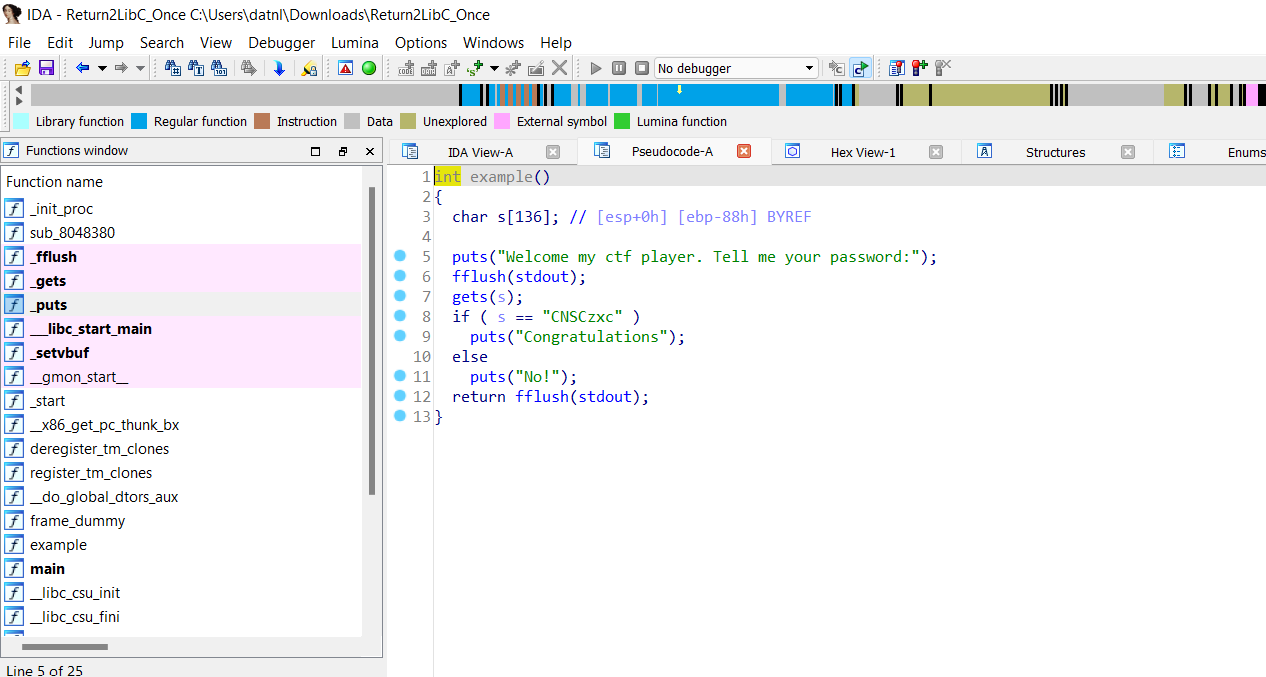 IDA - Return2LibC_Once C:\Users\datnl\Downloads\Return2LibC_Once
File Edit Jump Search View Debugger Lumina Options Windows Help
No debugger
Library function Regular function Instruction Data Unexplored External symbol Lumina function
Functions window
IDA View-A Pseudocode-A Hex View-1 Structures Enums
Function name
_init_proc
sub_8048380
_fflush
_gets
_puts
___libc_start_main
_setvbuf
__gmon_start__
_start
__x86_get_pc_thunk_bx
deregister_tm_clones
register_tm_clones
__do_global_dtors_aux
frame_dummy
example
main
__libc_csu_init
__libc_csu_fini
Line 5 of 25
1 int example()
2 {
3 char s[136]; // [esp+0h] [ebp-88h] BYREF
4
5 puts("Welcome my ctf player. Tell me your password:");
6 fflush(stdout);
7 gets(s);
8 if ( s == "CNSCzxc" )
9 puts("Congratulations");
10 else
11 puts("No!");
12 return fflush(stdout);
13 }